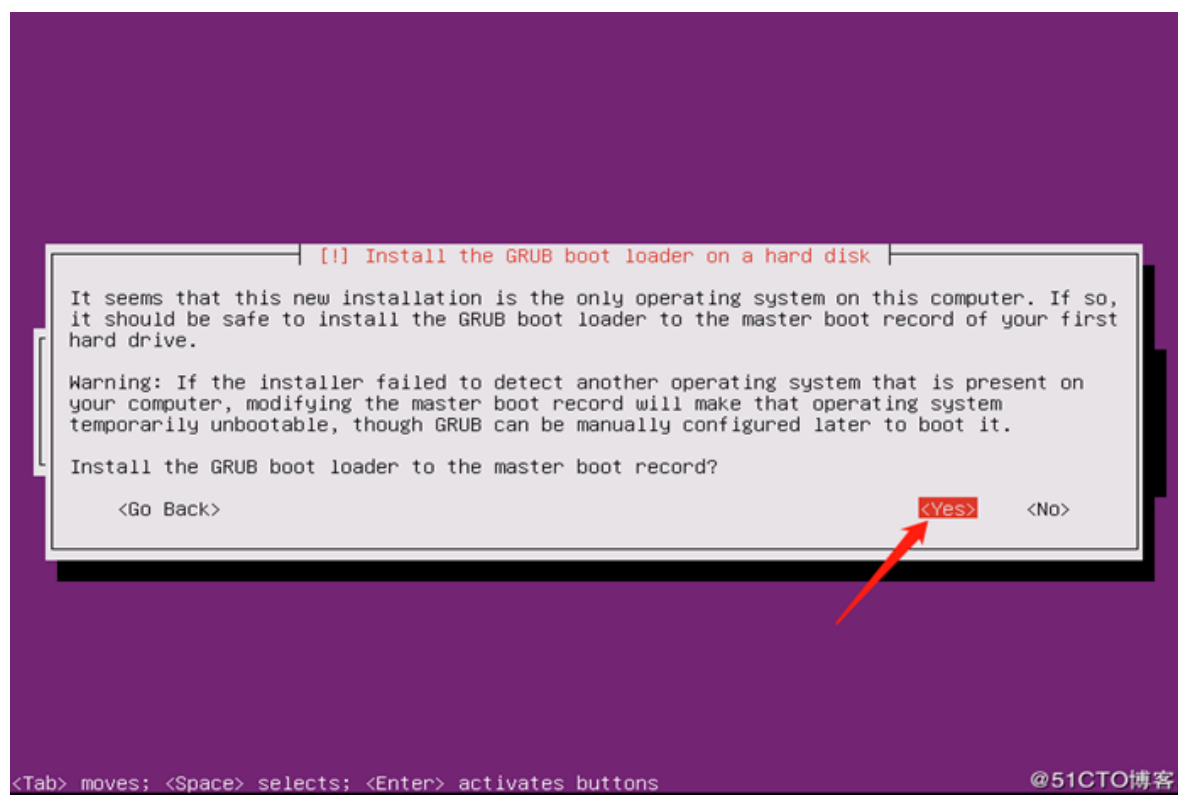 [!] Install the GRUB boot loader on a hard disk
It seems that this new installation is the only operating system on this computer. If so,
it should be safe to install the GRUB boot loader to the master boot record of your first
hard drive.
Warning: If the installer failed to detect another operating system that is present on
your computer, modifying the master boot record will make that operating system
temporarily unbootable, though GRUB can be manually configured later to boot it.
Install the GRUB boot loader to the master boot record?
<Go Back> <Yes> <No>
<Tab> moves; <Space> selects; <Enter> activates buttons
@51CTO博客